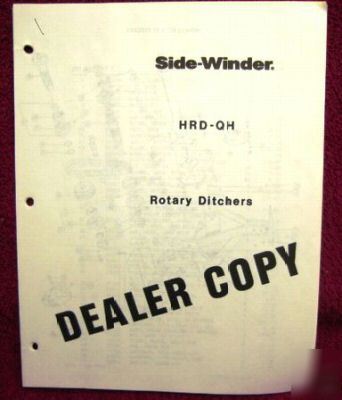 Side-Winder.
HRD-QH
Rotary Ditchers
DEALER COPY